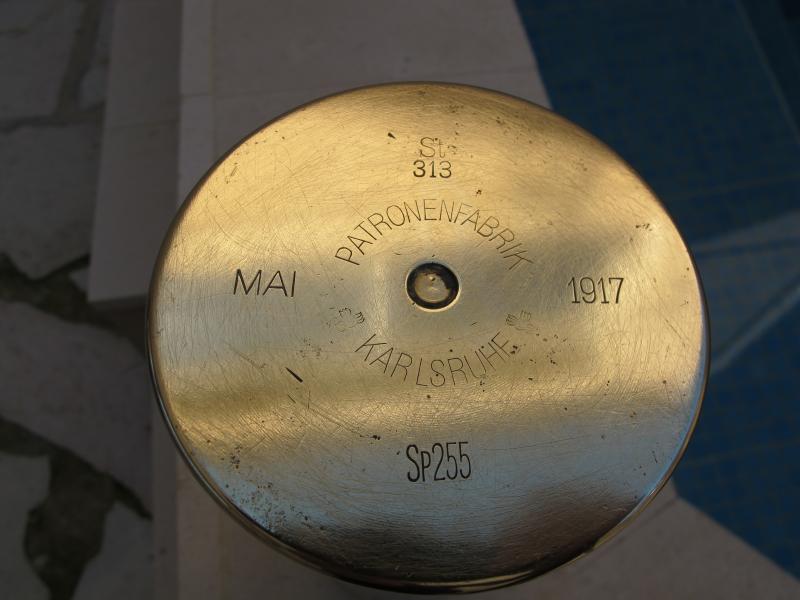 St
313
PATRONENFABRIK
MAI
1917
KARLSRUHE
Sp255